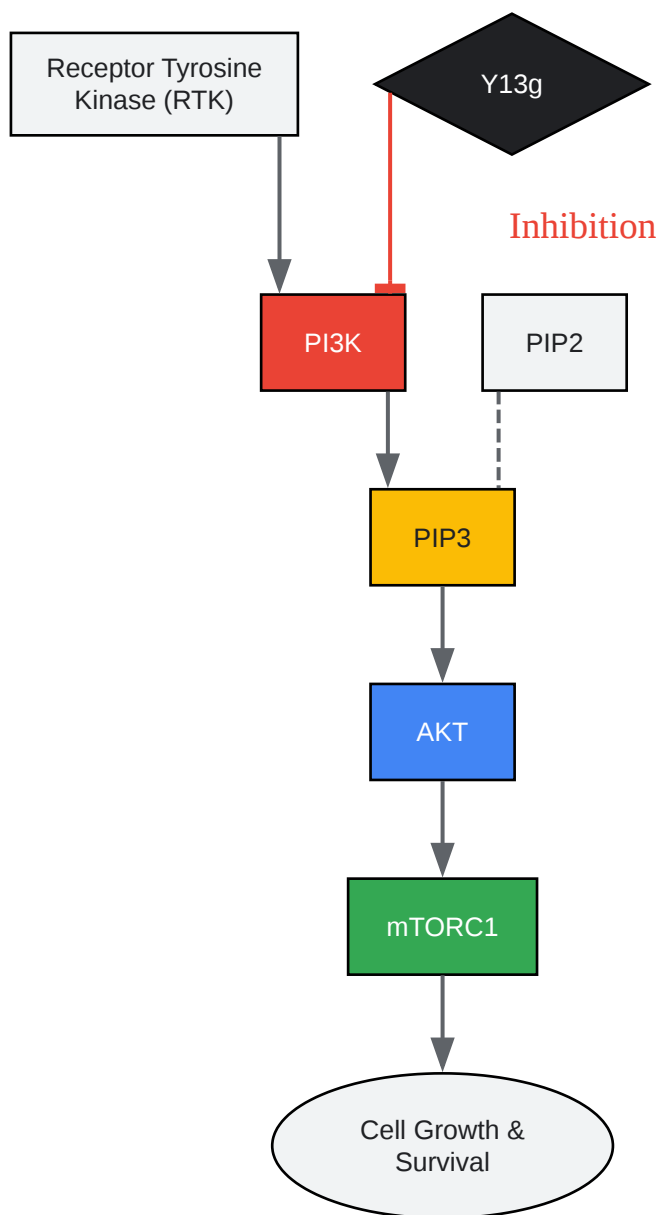 Receptor Tyrosine
Kinase (RTK)
Y13g
Inhibition
PI3K
PIP2
PIP3
AKT
mTORC1
Cell Growth &
Survival